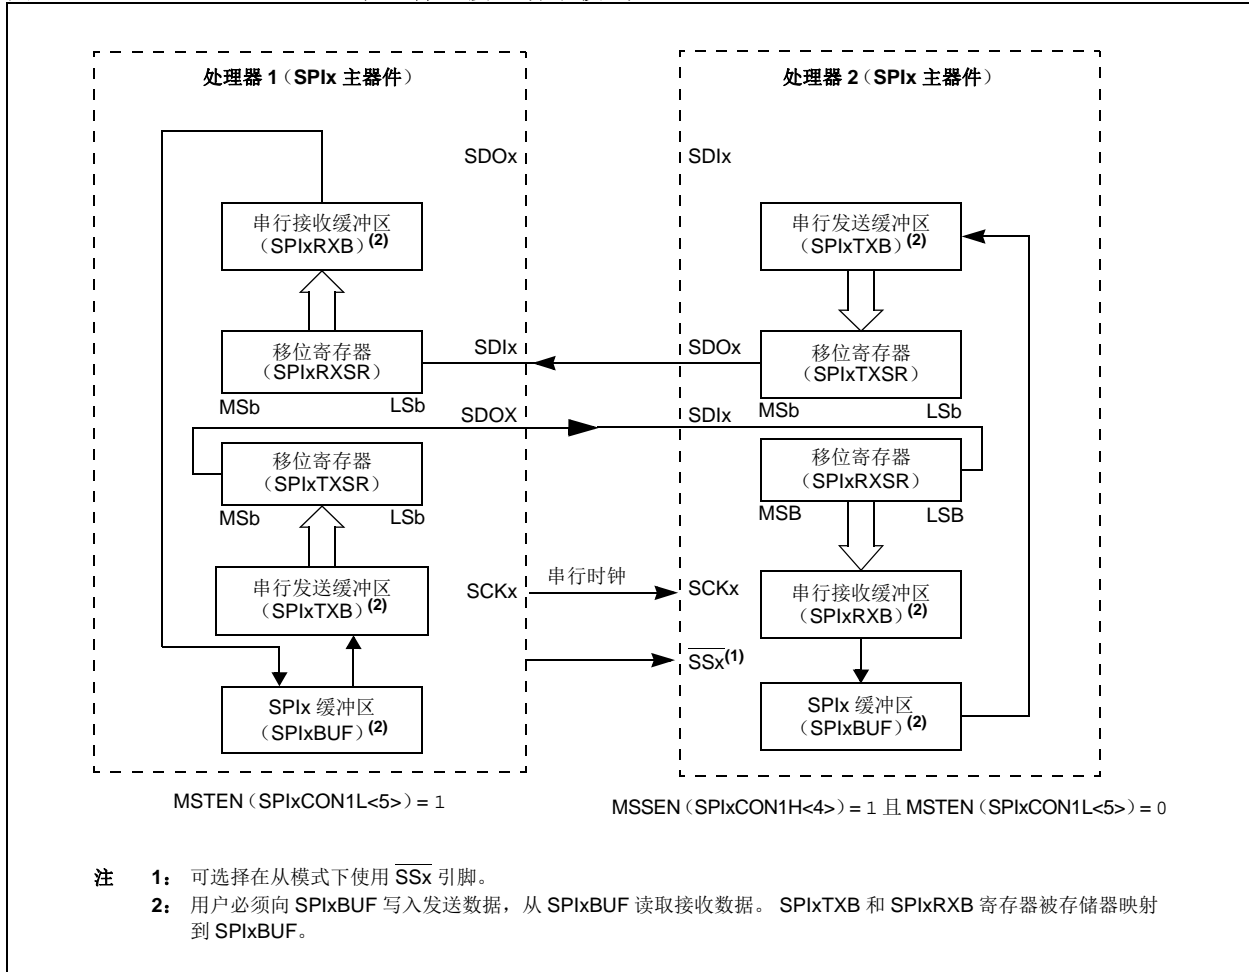 处理器 1（SPIx 主器件）
处理器 2（SPIx 主器件）
SDOx
SDIx
串行接收缓冲区
（SPIxRXB）(2)
串行发送缓冲区
（SPIxTXB）(2)
移位寄存器
（SPIxRXSR）
SDIx
SDOx
移位寄存器
（SPIxTXSR）
MSb
LSb
MSb
LSb
SDOX
SDIx
移位寄存器
（SPIxTXSR）
移位寄存器
（SPIxRXSR）
MSb
LSb
MSB
LSB
串行发送缓冲区
（SPIxTXB）(2)
SCKx
串行时钟
SCKx
串行接收缓冲区
（SPIxRXB）(2)
SSx(1)
SPIx 缓冲区
（SPIxBUF）(2)
SPIx 缓冲区
（SPIxBUF）(2)
MSTEN（SPIxCON1L<5>）= 1
MSSEN（SPIxCON1H<4>）= 1 且 MSTEN（SPIxCON1L<5>）= 0
注 1： 可选择在从模式下使用 SSx 引脚。
2： 用户必须向 SPIxBUF 写入发送数据，从 SPIxBUF 读取接收数据。 SPIxTXB 和 SPIxRXB 寄存器被存储器映射
到 SPIxBUF。